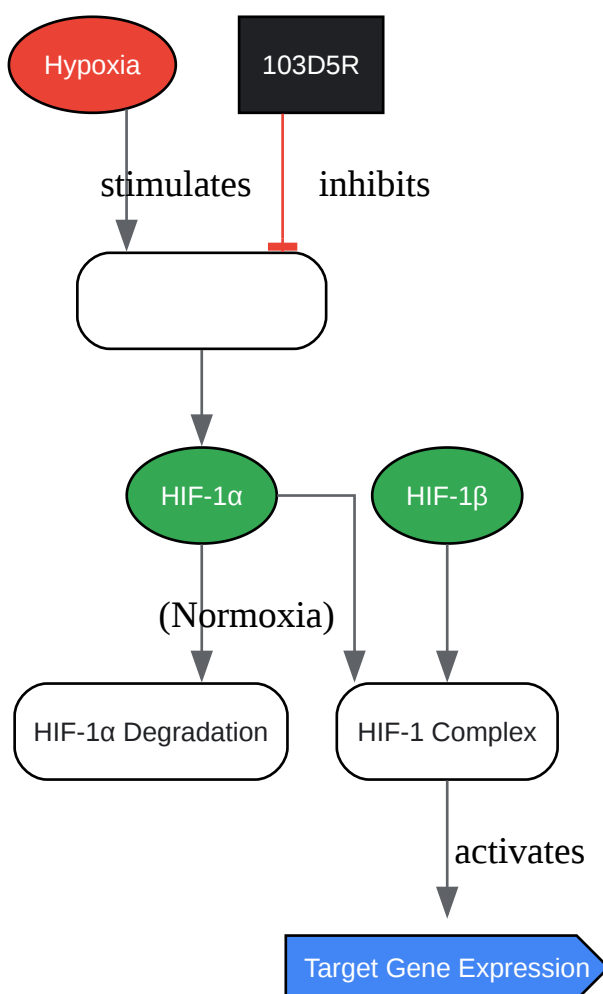 Hypoxia
103D5R
stimulates
inhibits
HIF-1α
HIF-1β
(Normoxia)
HIF-1α Degradation
HIF-1 Complex
activates
Target Gene Expression